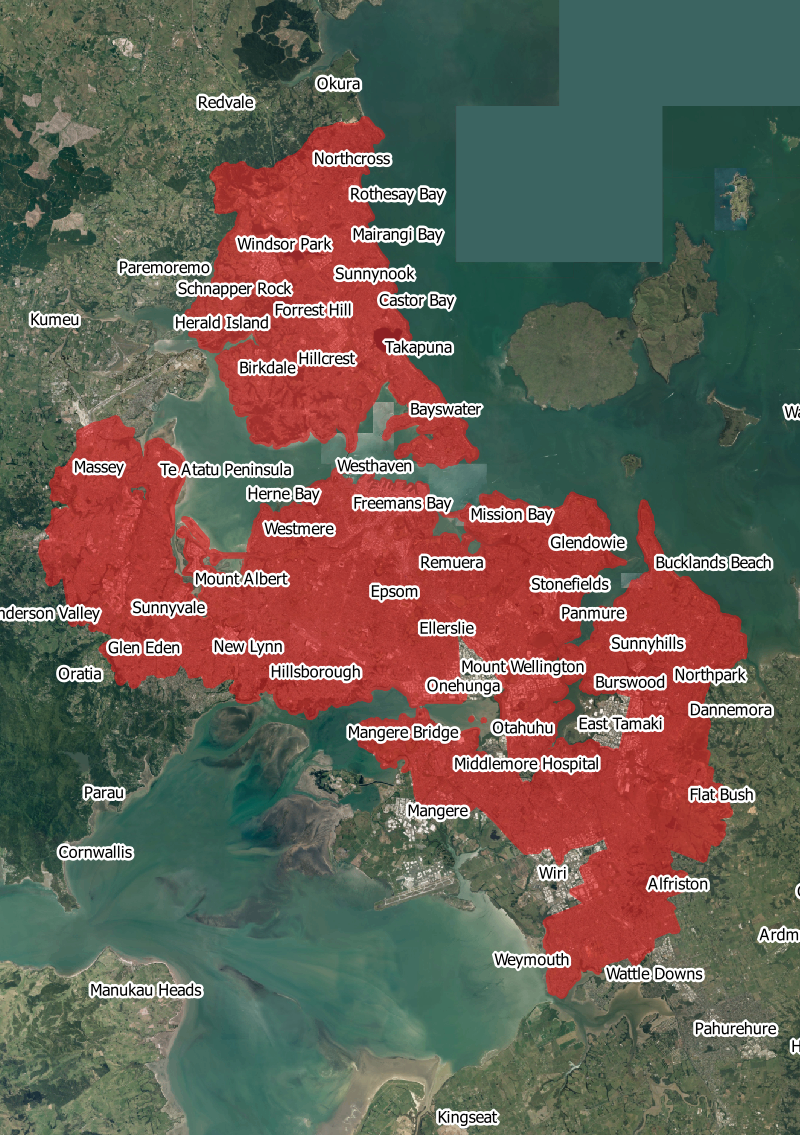 Okura
Redvale
Northcross
Rothesay Bay
Mairangi Bay
Windsor Park
Paremoremo
Sunnynook
Schnapper Rock
Castor Bay
Forrest Hill
Kumeu
Herald Island
Takapuna
Hillcrest
Birkdale
Bayswater
Wa
Massey
Te Atatu Peninsula
Westhaven
Herne Bay
Freemans Bay
Mission Bay
Westmere
Glendowie
Remuera
Bucklands Beach
Mount Albert
Stonefields
Epsom
Sunnyvale
nderson Valley
Panmure
Ellerslie
Sunnyhills
Glen Eden
New Lynn
Mount Wellington
Oratia
Hillsborough
Northpark
Burswood
Onehunga
Dannemora
East Tamaki
Otahuhu
Mangere Bridge
Middlemore Hospital
Parau
Flat Bush
Mangere
Cornwallis
Wiri
Alfriston
Ardm
Weymouth
Wattle Downs
Manukau Heads
Pahurehure
H
Kingseat